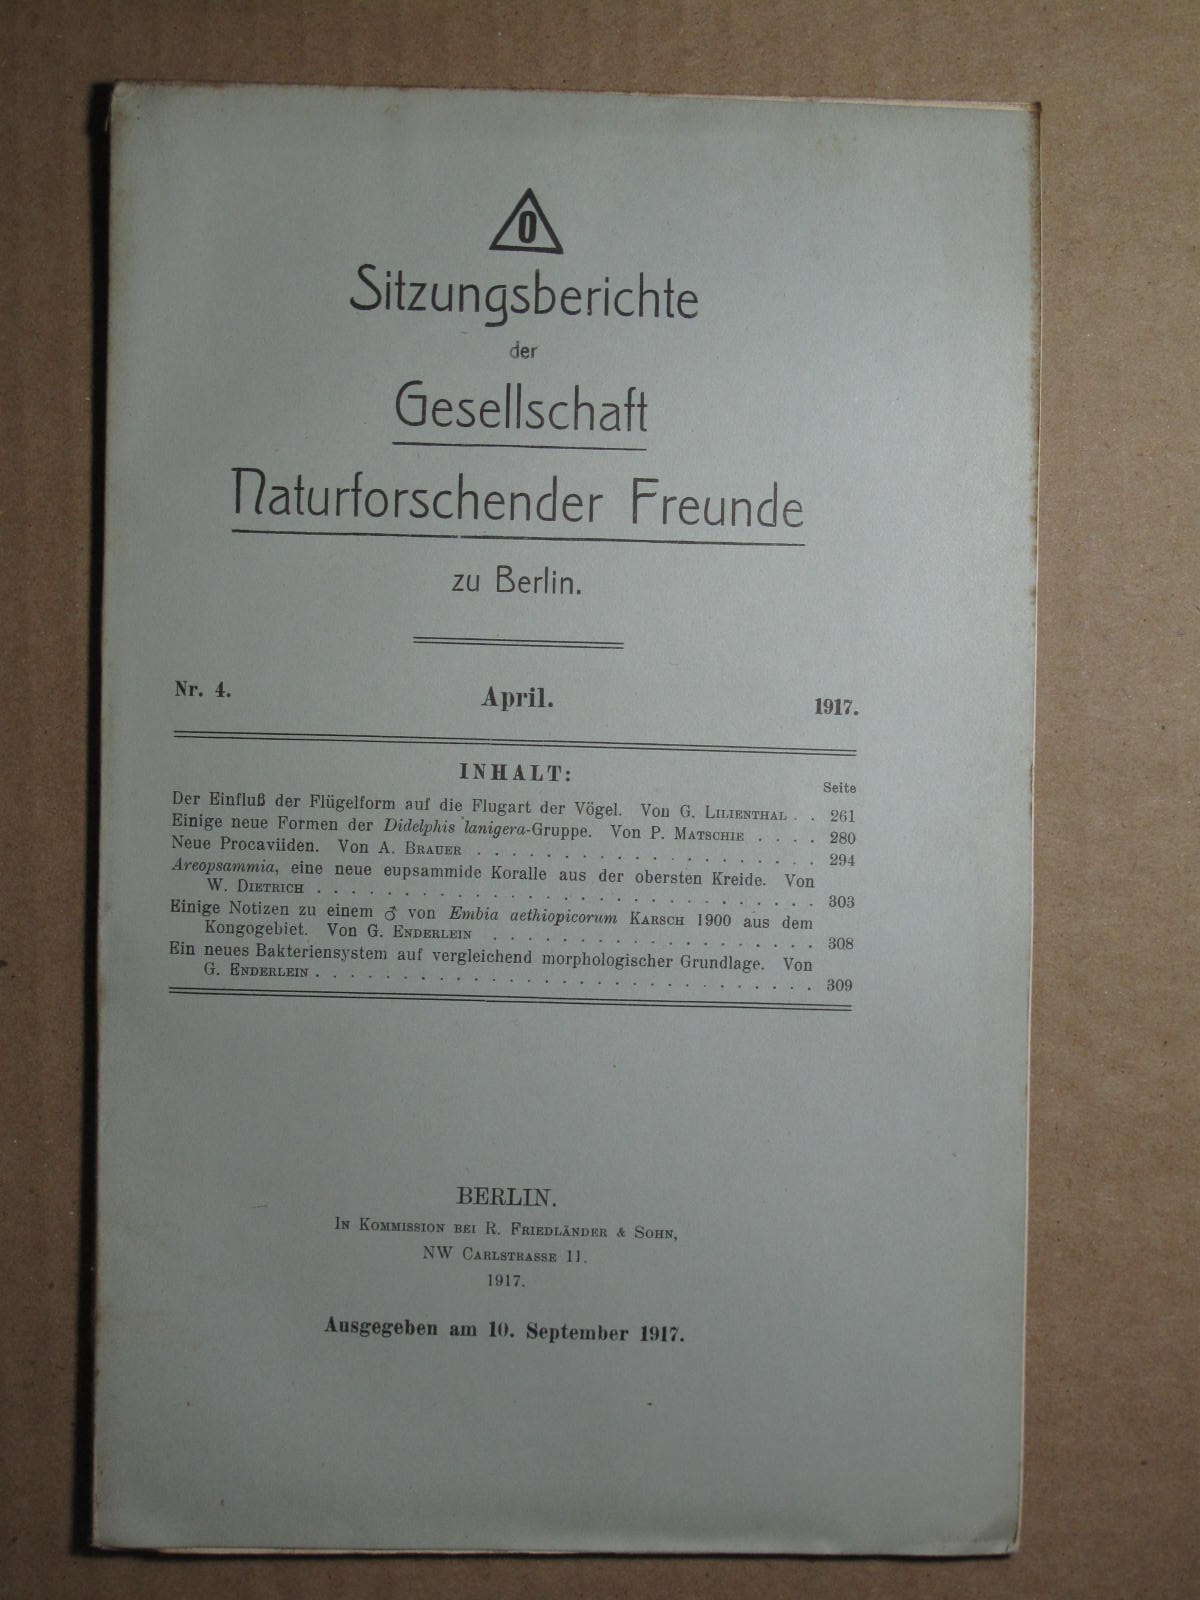 0
Sitzungsberichte
der
Gesellschaft
Naturforschender Freunde
zu Berlin.
Nr. 4. April. 1917.
INHALT:
Seite
Der Einfluß der Flügelform auf die Flugart der Vögel. Von G. LILIENTHAL . . 261
Einige neue Formen der Didelphis lanigera-Gruppe. Von P. MATSCHIE . . . . 280
Neue Procaviiden. Von A. BRAUER . . . . . . . . . . . . . . . . . . 294
Areopsammia, eine neue eupsammide Koralle aus der obersten Kreide. Von
W. DIETRICH . . . . . . . . . . . . . . . . . . . . . . . . . . 303
Einige Notizen zu einem ♂ von Embia aethiopicorum KARSCH 1900 aus dem
Kongogebiet. Von G. ENDERLEIN . . . . . . . . . . . . . . . . . . 308
Ein neues Bakteriensystem auf vergleichend morphologischer Grundlage. Von
G. ENDERLEIN . . . . . . . . . . . . . . . . . . . . . . . . . . 309
BERLIN.
IN KOMMISSION BEI R. FRIEDLÄNDER & SOHN,
NW CARLSTRASSE 11.
1917.
Ausgegeben am 10. September 1917.